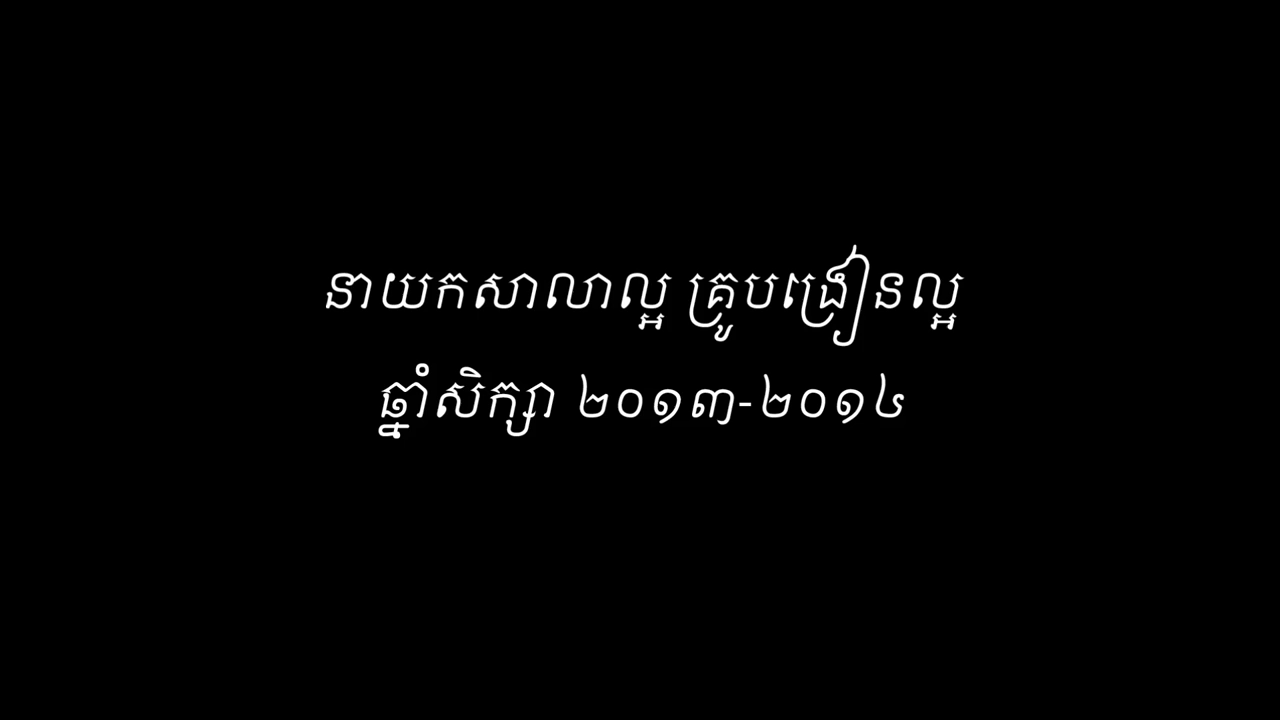 នាយកសាលាល្អ គ្រូបង្រៀនល្អ
ឆ្នាំសិក្សា ២០១៣-២០១៤